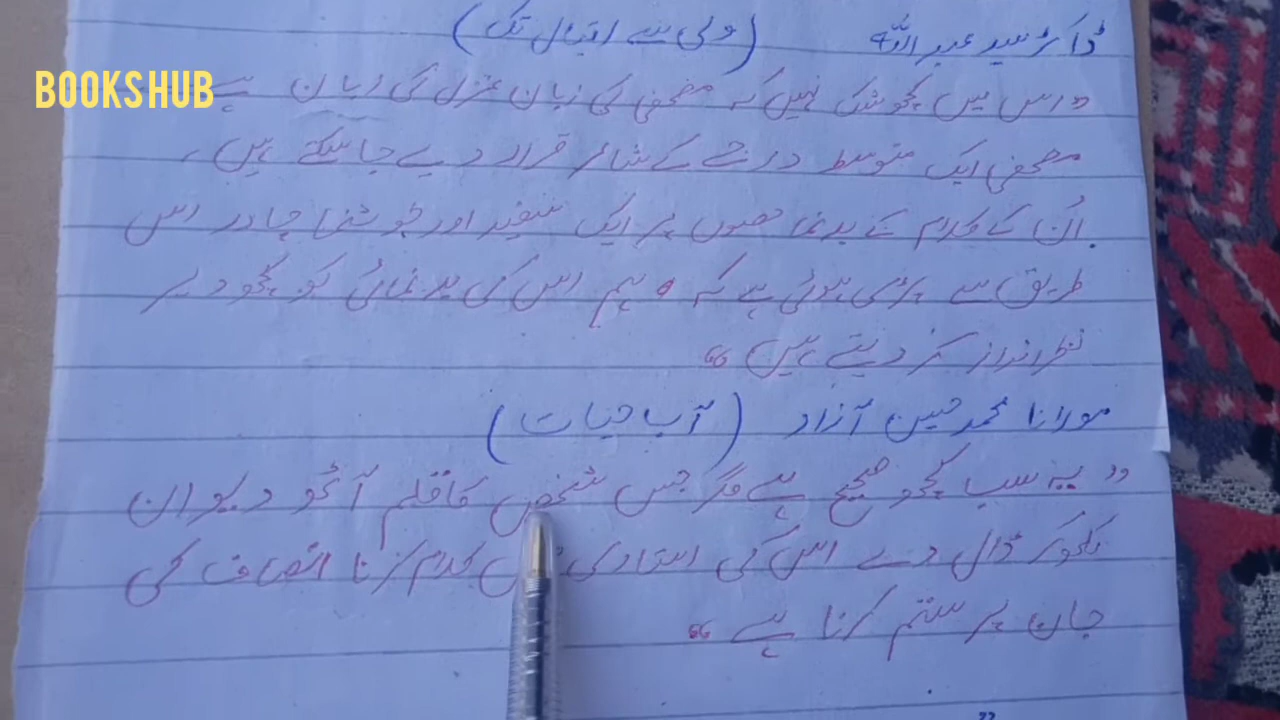 ڈاکٹر سید عبداللہ (ولی سے اقبال تک)
BOOKS HUB
"اس میں کچھ شک نہیں کہ مصحفی کی زبان غزل کی زبان ہے
مصحفی ایک متوسط درجے کے شاعر قرار دیے جا سکتے ہیں،
اُن کے کلام کے بدنما حصوں پر ایک سفید اور خوشنما چادر اس
طریق سے پڑی ہوئی ہے کہ ہم اس کی بدنمائی کو کچھ دیر
نظر انداز کر دیتے ہیں"
مولانا محمد حسین آزاد (آب حیات)
"یہ سب کچھ صحیح ہے مگر جس شخص کا قلم آٹھ دیوان
لکھ کر ڈال دے اس کی استادی کلام کرنا انصاف کی
جان پر ستم کرنا ہے"